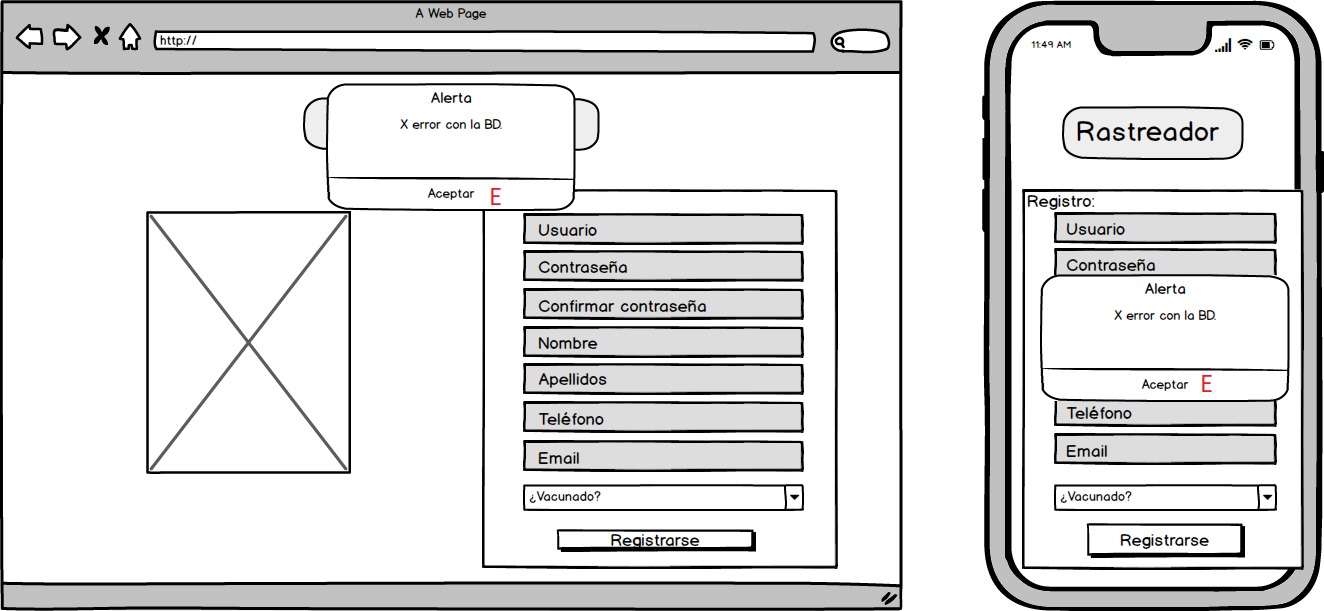 A Web Page
http://
Alerta
X error con la BD.
Aceptar E
Usuario
Contraseña
Confirmar contraseña
Nombre
Apellidos
Teléfono
Email
¿Vacunado?
Registrarse
11:49 AM
Rastreador
Registro:
Usuario
Contraseña
Alerta
X error con la BD.
Aceptar E
Teléfono
Email
¿Vacunado?
Registrarse